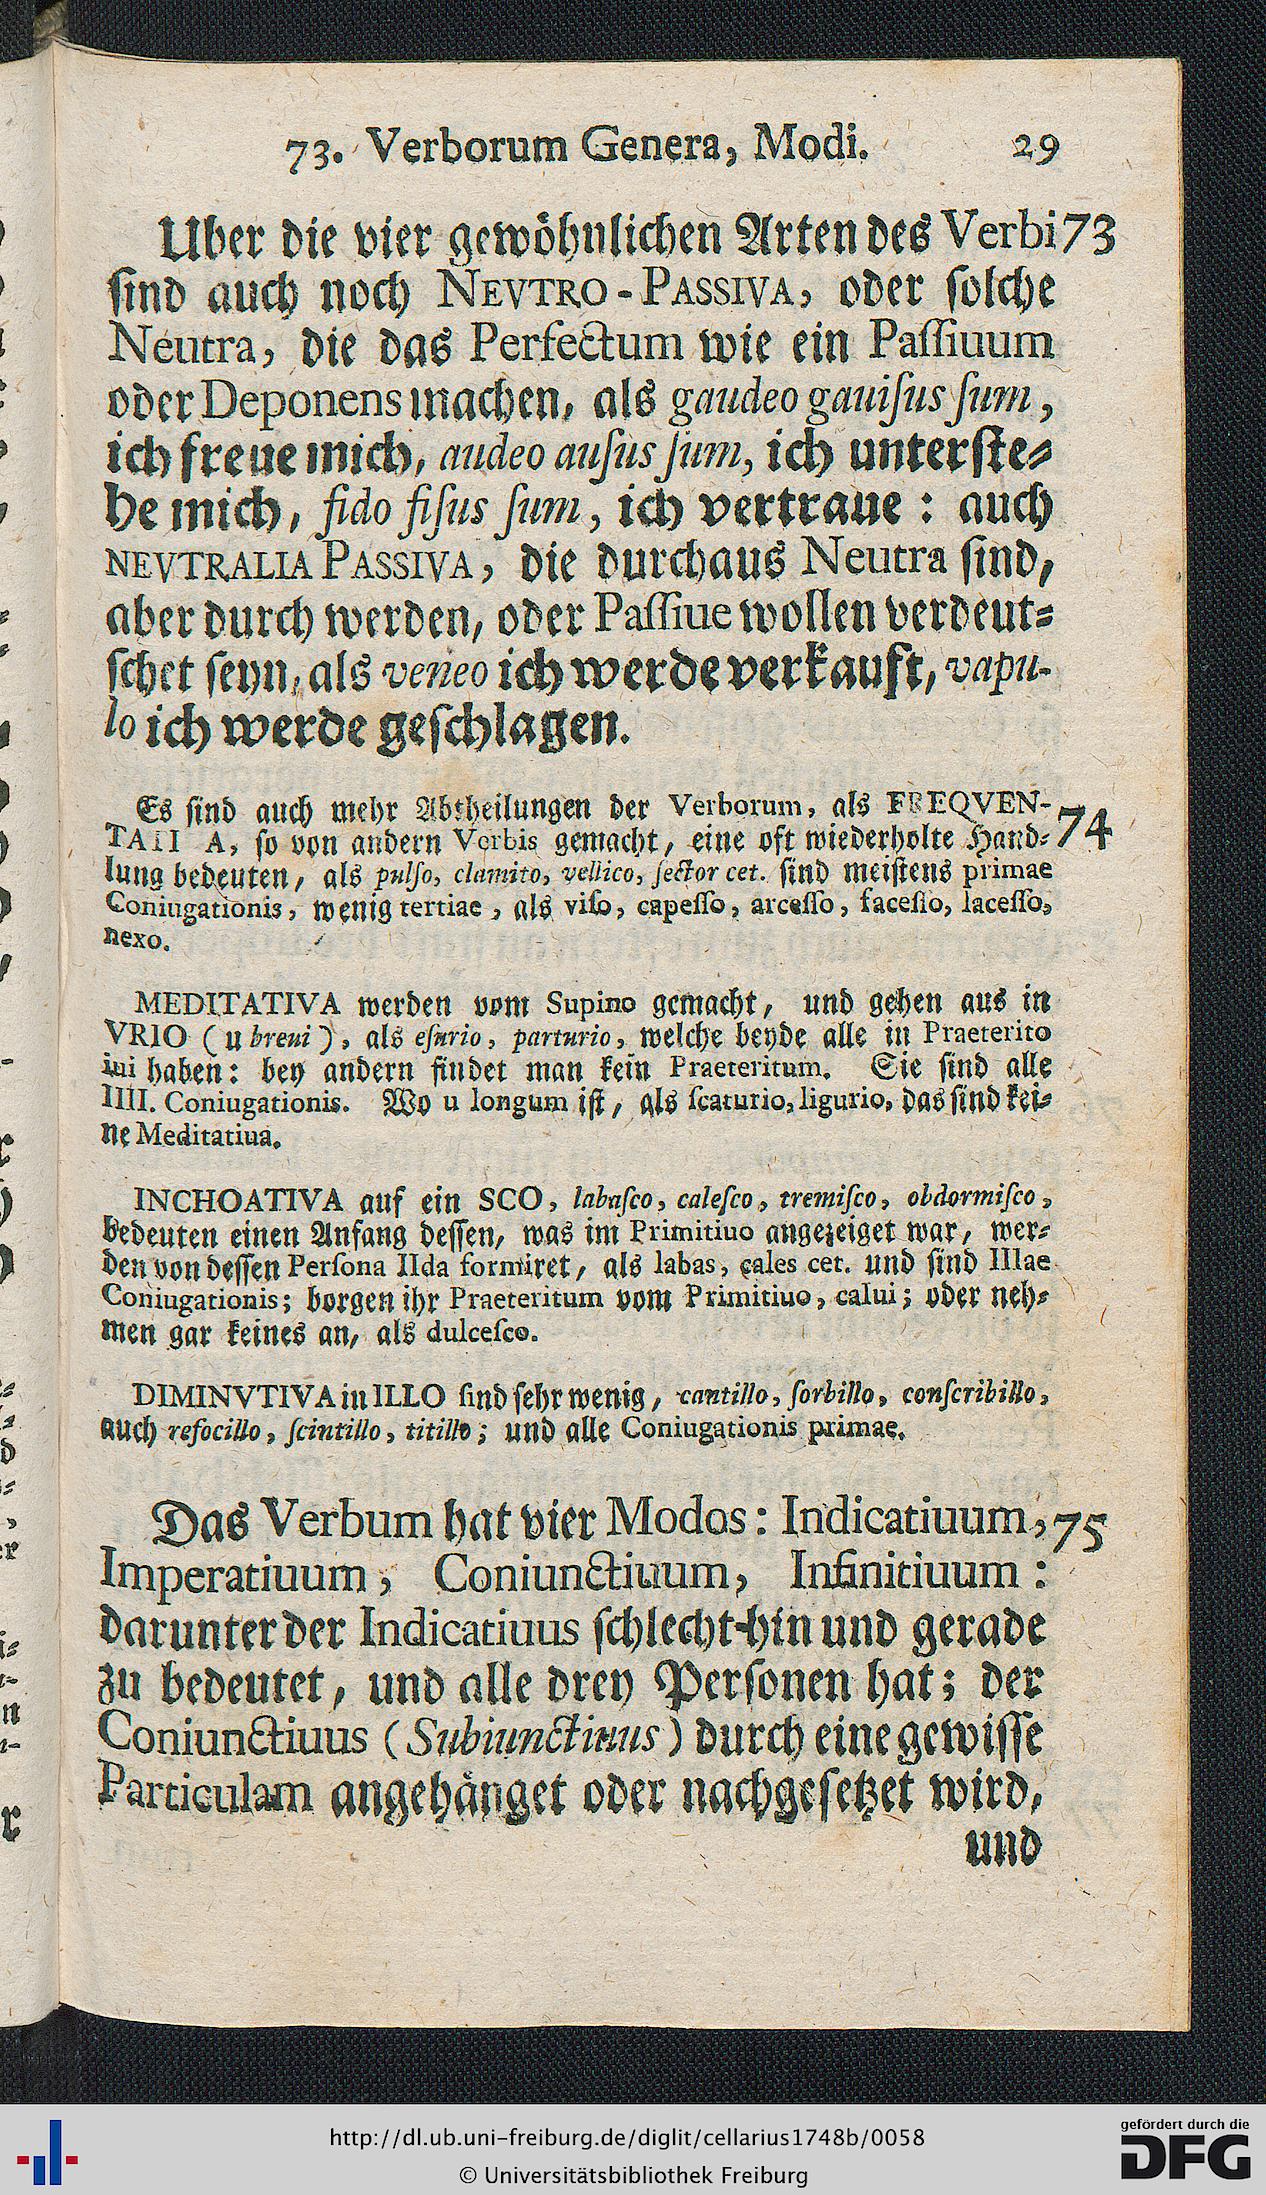 73. Verborum Genera, Modi. 29
Uber die vier gewöhnlichen Arten des Verbi 73
sind auch noch NEVTRO-PASSIVA, oder solche
Neutra, die das Perfectum wie ein Passiuum
oder Deponens machen, als gaudeo gauisus sum,
ich freue mich, audeo ausus sum, ich unterste-
he mich, fido fisus sum, ich vertraue: auch
NEVTRALIA PASSIVA, die durchaus Neutra sind,
aber durch werden, oder Passiue wollen verdeut-
schet seyn, als veneo ich werde verkauft, vapu-
lo ich werde geschlagen.
Es sind auch mehr Abtheilungen der Verborum, als FREQVEN- 74
TATI A, so von andern Verbis gemacht, eine oft wiederholte Hand-
lung bedeuten, als pulso, clamito, vellico, sector cet. sind meistens primae
Coniugationis, wenig tertiae, als viso, capesso, arcesso, facesso, lacesso,
nexo.
MEDITATIVA werden vom Supino gemacht, und gehen aus in
VRIO (u breui), als esurio, parturio, welche beyde alle in Praeterito
iui haben: bey andern findet man kein Praeteritum. Sie sind alle
IIII. Coniugationis. Wo u longum ist, als scaturio, ligurio, das sind kei-
ne Meditatiua.
INCHOATIVA auf ein SCO, labasco, calesco, tremisco, obdormisco,
bedeuten einen Anfang dessen, was im Primitiuo angezeiget war, wer-
den von dessen Persona IIda formiret, als labas, cales cet. und sind IIIae
Coniugationis; borgen ihr Praeteritum vom Primitiuo, calui; oder neh-
men gar keines an, als dulcesco.
DIMINVTIVA in ILLO sind sehr wenig, cantillo, sorbillo, conscribillo,
auch refocillo, scintillo, titillo; und alle Coniugationis primae.
Das Verbum hat vier Modos: Indicatiuum, 75
Imperatiuum, Coniunctiuum, Infinitiuum:
darunter der Indicatiuus schlecht-hin und gerade
zu bedeutet, und alle drey Personen hat; der
Coniunctiuus (Subiunctiuus) durch eine gewisse
Particulam angehänget oder nachgesetzet wird,
und
http://dl.ub.uni-freiburg.de/diglit/cellarius1748b/0058
© Universitätsbibliothek Freiburg
gefördert durch die
DFG